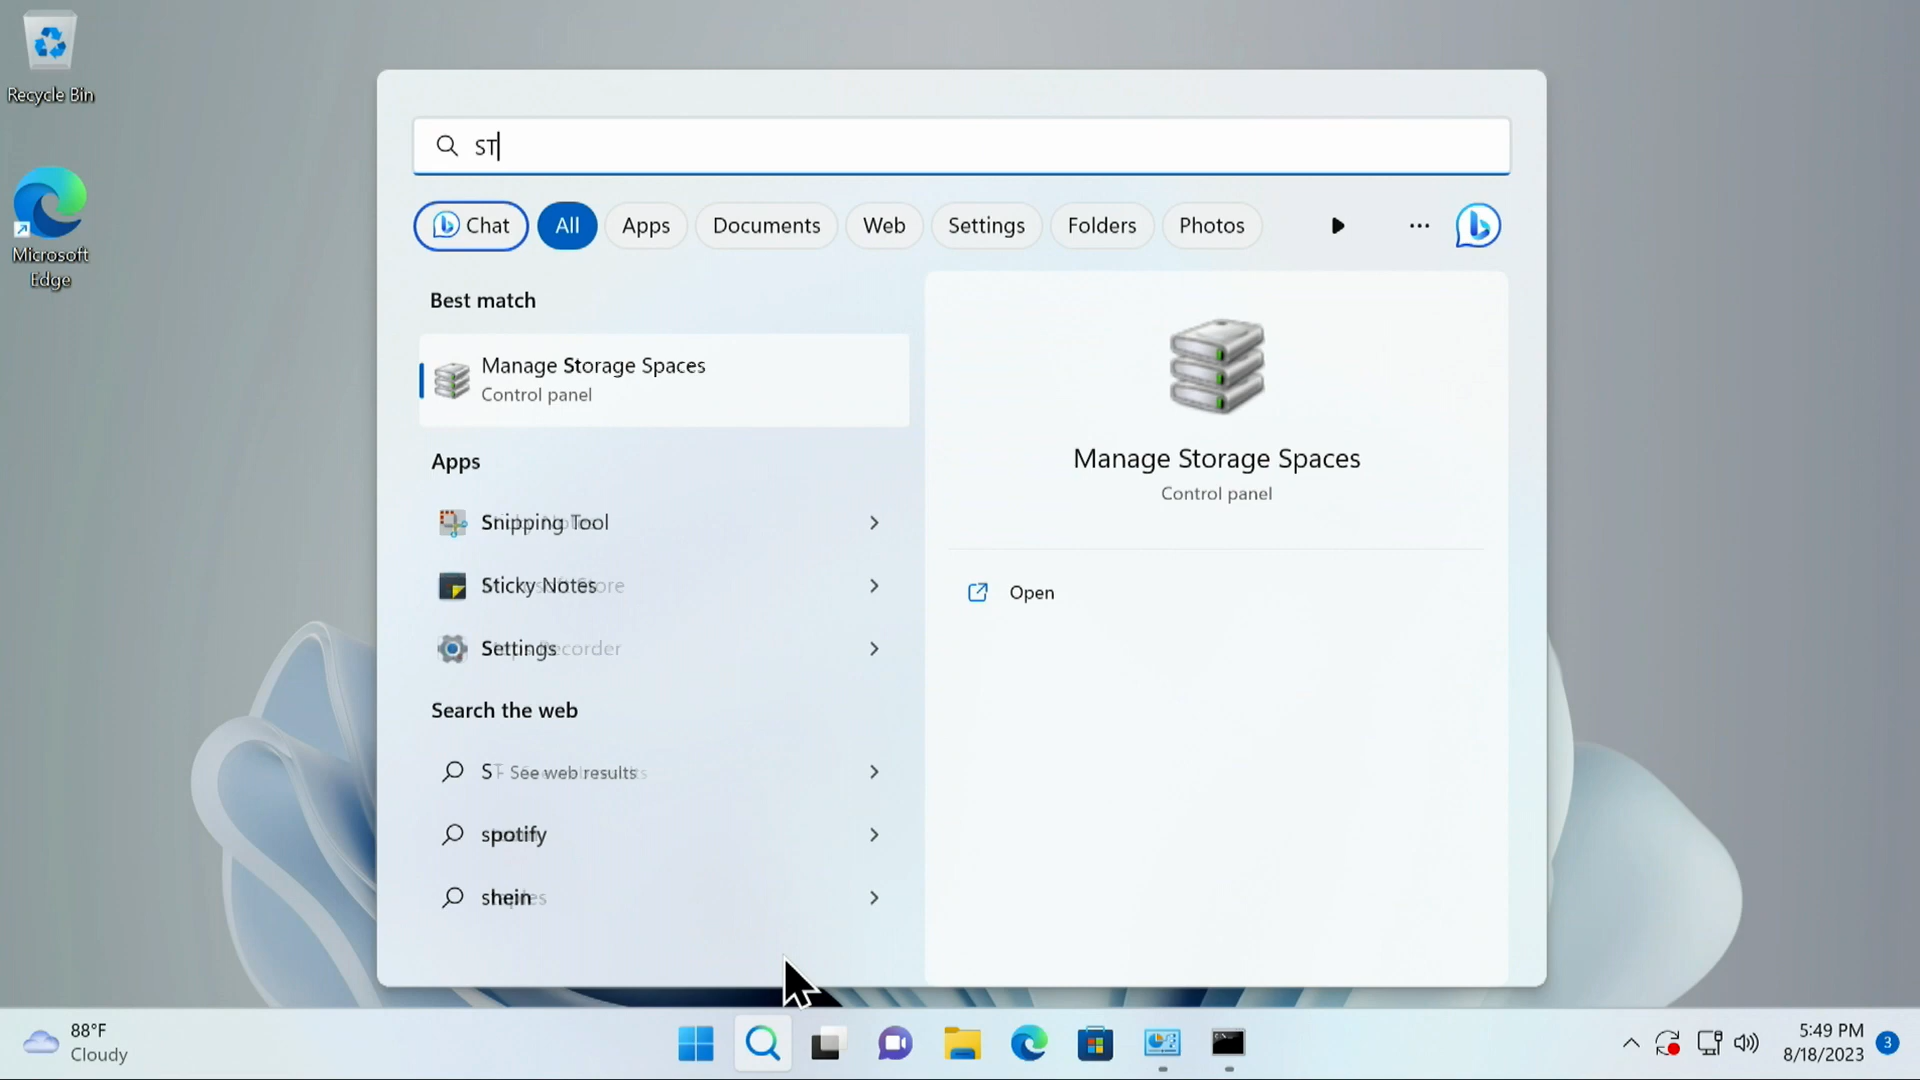 Recycle Bin
Microsoft
Edge
ST
Chat
All
Apps
Documents
Web
Settings
Folders
Photos
Best match
Manage Storage Spaces
Control panel
Apps
Snipping Tool
Sticky Notes
Settings
Search the web
S - See web results
spotify
shein
Manage Storage Spaces
Control panel
Open
88°F
Cloudy
5:49 PM
8/18/2023
3